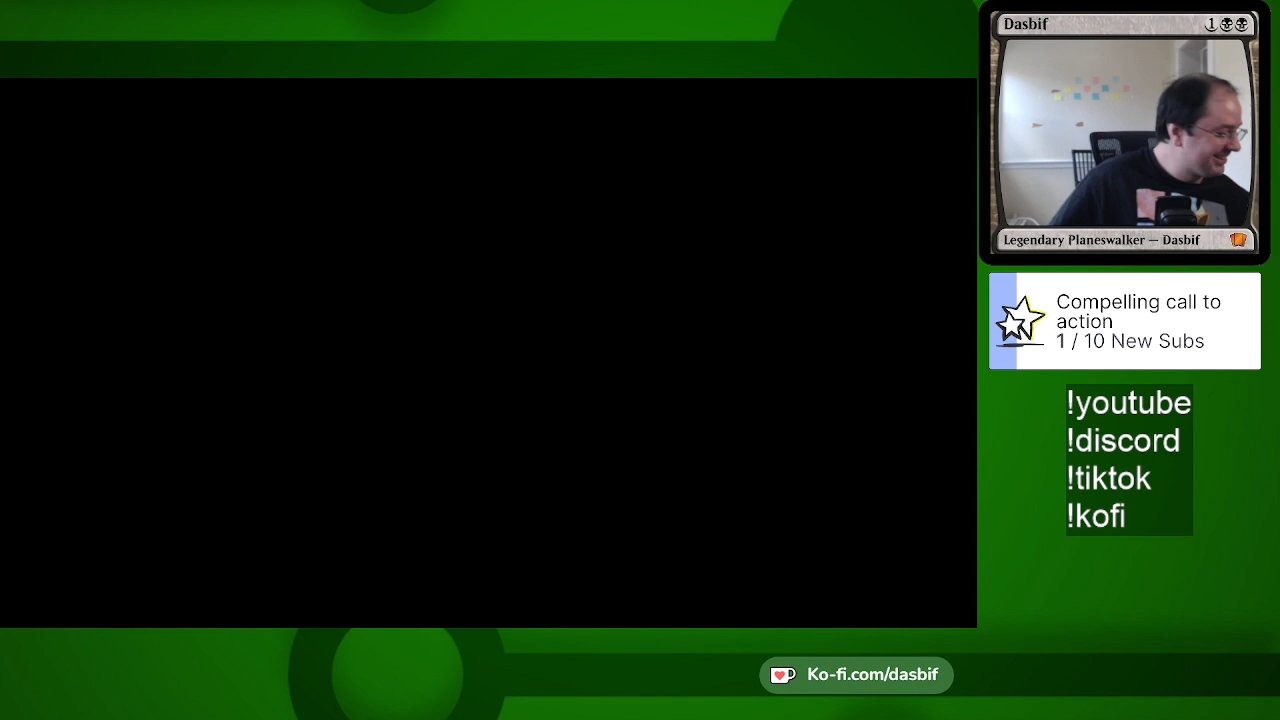 Dasbif
1
Legendary Planeswalker — Dasbif
Compelling call to
action
1 / 10 New Subs
!youtube
!discord
!tiktok
!kofi
Ko-fi.com/dasbif